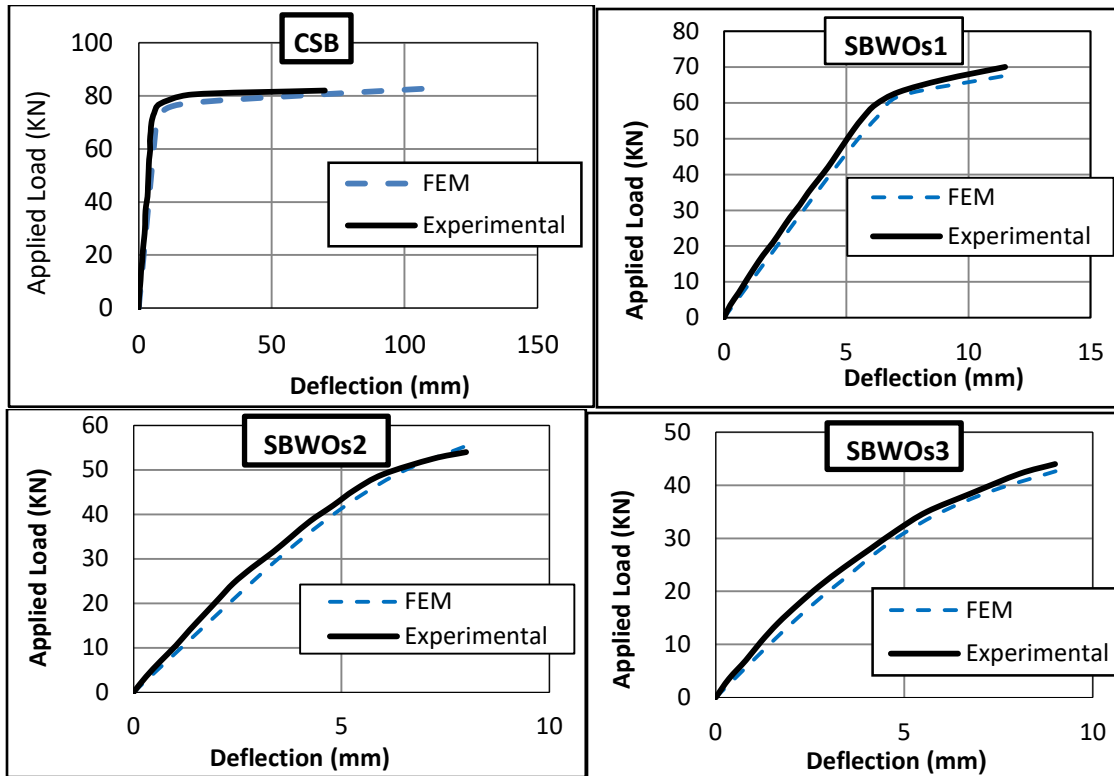 CSB
Applied Load (KN)
100
80
60
40
20
0
FEM
Experimental
0 50 100 150
Deflection (mm)
SBWOs1
Applied Load (KN)
80
70
60
50
40
30
20
10
0
FEM
Experimental
0 5 10 15
Deflection (mm)
SBWOs2
Applied Load (KN)
60
50
40
30
20
10
0
FEM
Experimental
0 5 10
Deflection (mm)
SBWOs3
Applied Load (KN)
50
40
30
20
10
0
FEM
Experimental
0 5 10
Deflection (mm)